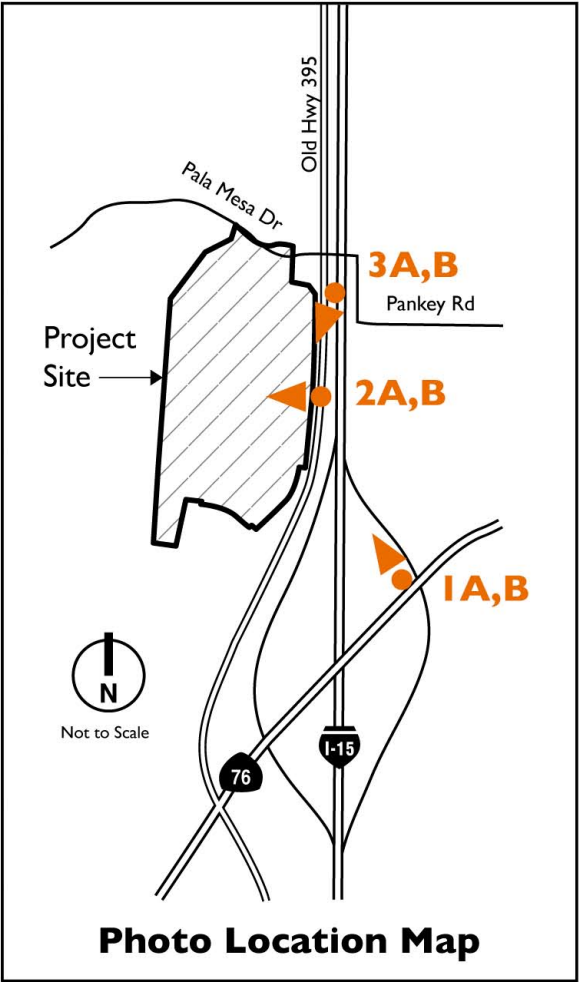 Old Hwy 395
Pala Mesa Dr
3A,B
Pankey Rd
Project
Site
2A,B
1A,B
N
Not to Scale
I-15
76
Photo Location Map